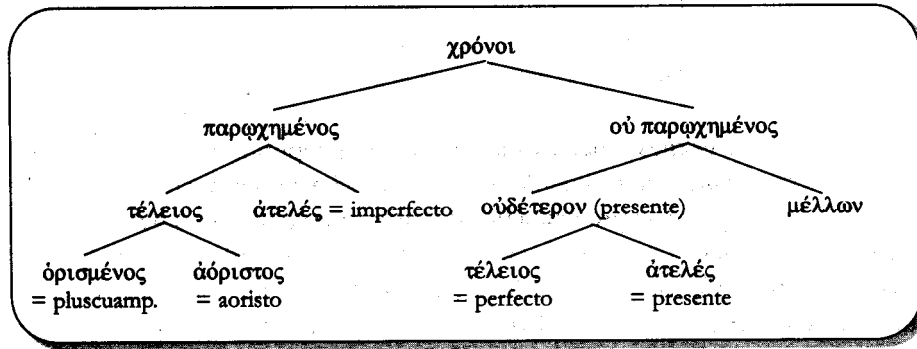 χρόνοι
παρῳχημένος οὐ παρῳχημένος
τέλειος ἀτελές = imperfecto οὐδέτερον (presente) μέλλων
ὁρισμένος ἀόριστος τέλειος ἀτελές
= pluscuamp. = aoristo = perfecto = presente